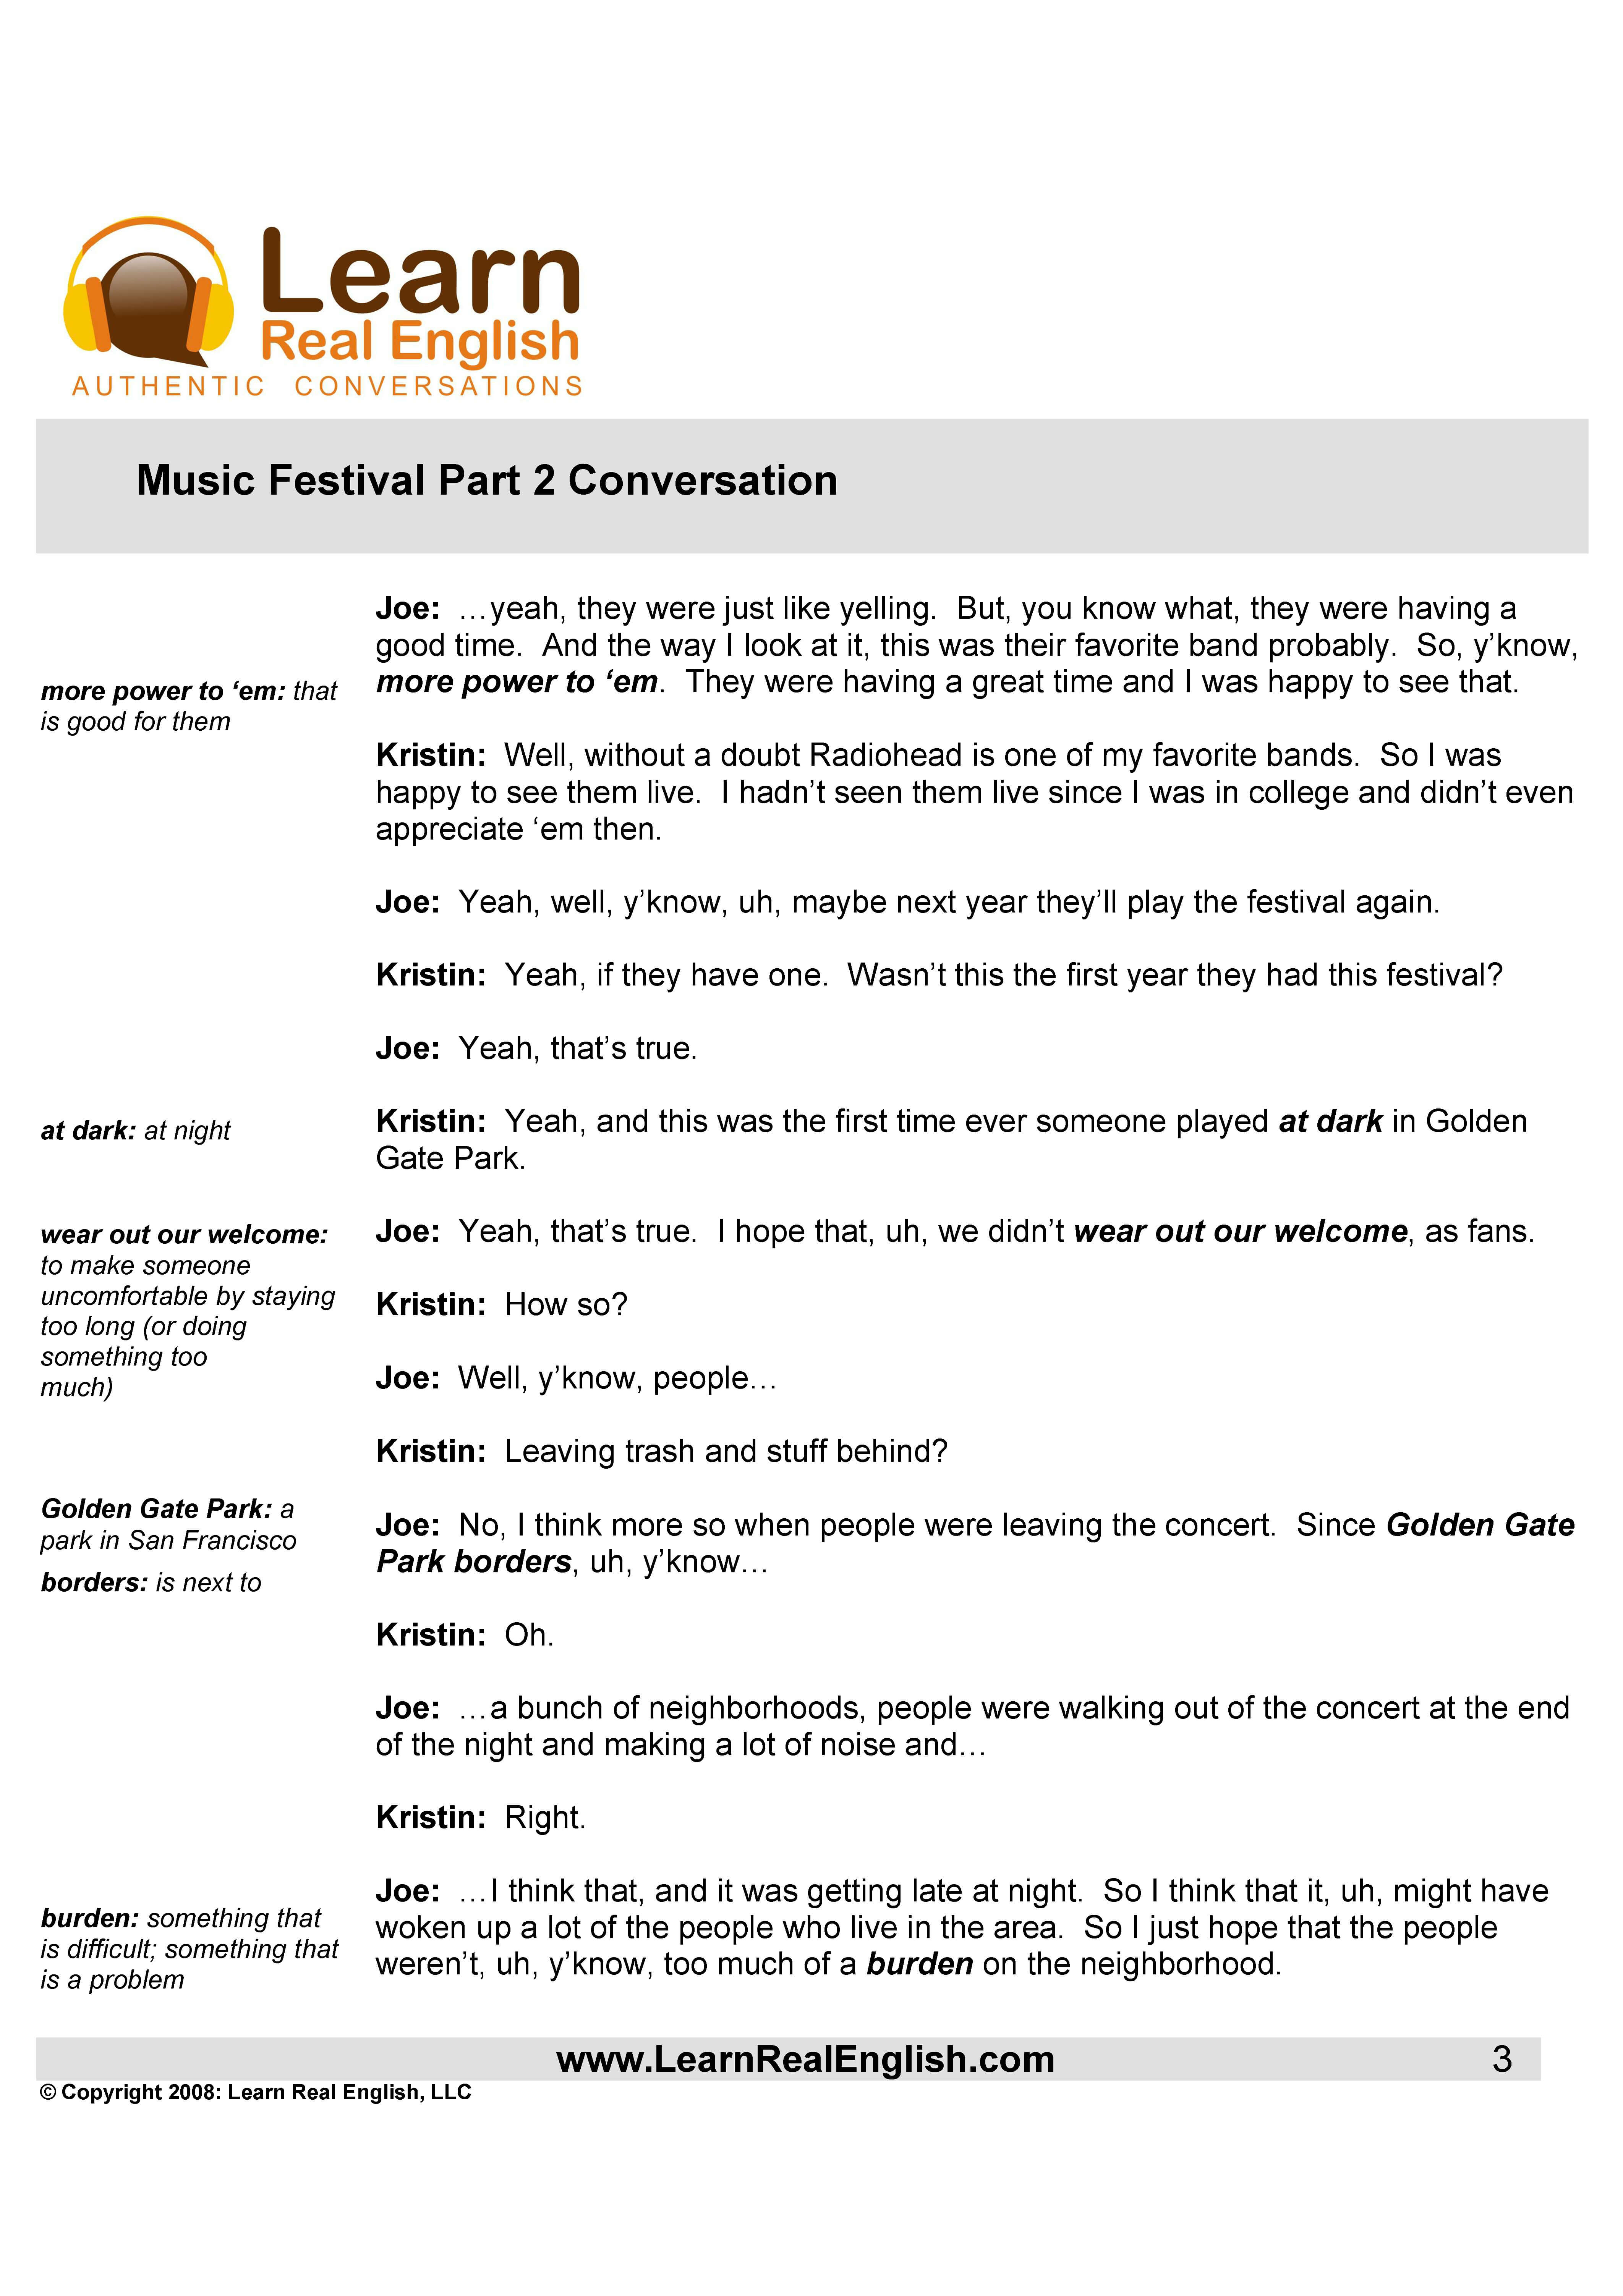 Learn
Real English
AUTHENTIC CONVERSATIONS
Music Festival Part 2 Conversation
Joe:  …yeah, they were just like yelling.  But, you know what, they were having a
good time.  And the way I look at it, this was their favorite band probably.  So, y’know,
more power to ‘em.  They were having a great time and I was happy to see that.
more power to ‘em: that
is good for them
Kristin:  Well, without a doubt Radiohead is one of my favorite bands.  So I was
happy to see them live.  I hadn’t seen them live since I was in college and didn’t even
appreciate ‘em then.
Joe:  Yeah, well, y’know, uh, maybe next year they’ll play the festival again.
Kristin:  Yeah, if they have one.  Wasn’t this the first year they had this festival?
Joe:  Yeah, that’s true.
at dark: at night
Kristin:  Yeah, and this was the first time ever someone played at dark in Golden
Gate Park.
wear out our welcome:
to make someone
uncomfortable by staying
too long (or doing
something too
much)
Joe:  Yeah, that’s true.  I hope that, uh, we didn’t wear out our welcome, as fans.
Kristin:  How so?
Joe:  Well, y’know, people…
Kristin:  Leaving trash and stuff behind?
Golden Gate Park: a
park in San Francisco
borders: is next to
Joe:  No, I think more so when people were leaving the concert.  Since Golden Gate
Park borders, uh, y’know…
Kristin:  Oh.
Joe:  …a bunch of neighborhoods, people were walking out of the concert at the end
of the night and making a lot of noise and…
Kristin:  Right.
burden: something that
is difficult; something that
is a problem
Joe:  …I think that, and it was getting late at night.  So I think that it, uh, might have
woken up a lot of the people who live in the area.  So I just hope that the people
weren’t, uh, y’know, too much of a burden on the neighborhood.
www.LearnRealEnglish.com 3
© Copyright 2008: Learn Real English, LLC